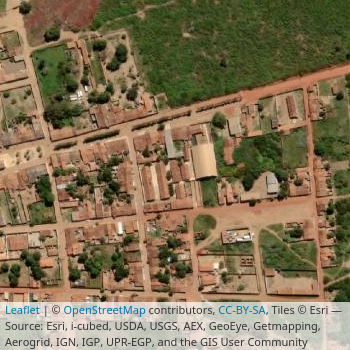 Leaflet | © OpenStreetMap contributors, CC-BY-SA, Tiles © Esri —
Source: Esri, i-cubed, USDA, USGS, AEX, GeoEye, Getmapping,
Aerogrid, IGN, IGP, UPR-EGP, and the GIS User Community